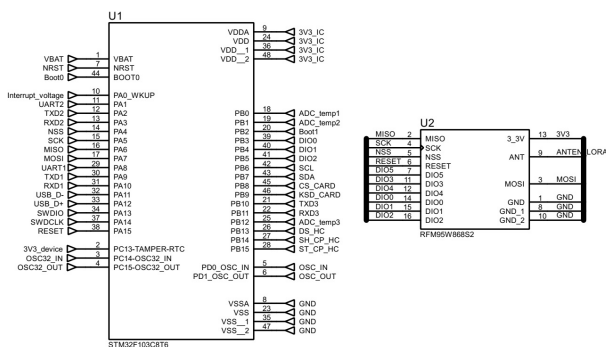 U1
VBAT 1 VBAT
NRST 7 NRST
Boot0 44 BOOT0
Interrupt_voltage 10 PA0_WKUP
UART2 11 PA1
TXD2 12 PA2
RXD2 13 PA3
NSS 14 PA4
SCK 15 PA5
MISO 16 PA6
MOSI 17 PA7
UART1 29 PA8
TXD1 30 PA9
RXD1 31 PA10
USB_D- 32 PA11
USB_D+ 33 PA12
SWDIO 34 PA13
SWDCLK 37 PA14
RESET 38 PA15
3V3_device 2 PC13-TAMPER-RTC
OSC32_IN 3 PC14-OSC32_IN
OSC32_OUT 4 PC15-OSC32_OUT
VDDA 9 3V3_IC
VDD 24 3V3_IC
VDD__1 36 3V3_IC
VDD__2 48 3V3_IC
PB0 18 ADC_temp1
PB1 19 ADC_temp2
PB2 20 Boot1
PB3 39 DIO0
PB4 40 DIO1
PB5 41 DIO2
PB6 42 SCL
PB7 43 SDA
PB8 45 CS_CARD
PB9 46 KSD_CARD
PB10 21 TXD3
PB11 22 RXD3
PB12 25 ADC_temp3
PB13 26 DS_HC
PB14 27 SH_CP_HC
PB15 28 ST_CP_HC
PD0_OSC_IN 5 OSC_IN
PD1_OSC_OUT 6 OSC_OUT
VSSA 8 GND
VSS 23 GND
VSS__1 35 GND
VSS__2 47 GND
STM32F103C8T6
U2
MISO 2 MISO
SCK 4 SCK
NSS 5 NSS
RESET 6 RESET
DIO5 7 DIO5
DIO3 11 DIO3
DIO4 12 DIO4
DIO0 14 DIO0
DIO1 15 DIO1
DIO2 16 DIO2
3_3V 13 3V3
ANT 9 ANTEN_LORA
MOSI 3 MOSI
GND 1 GND
GND_1 8 GND
GND_2 10 GND
RFM95W868S2